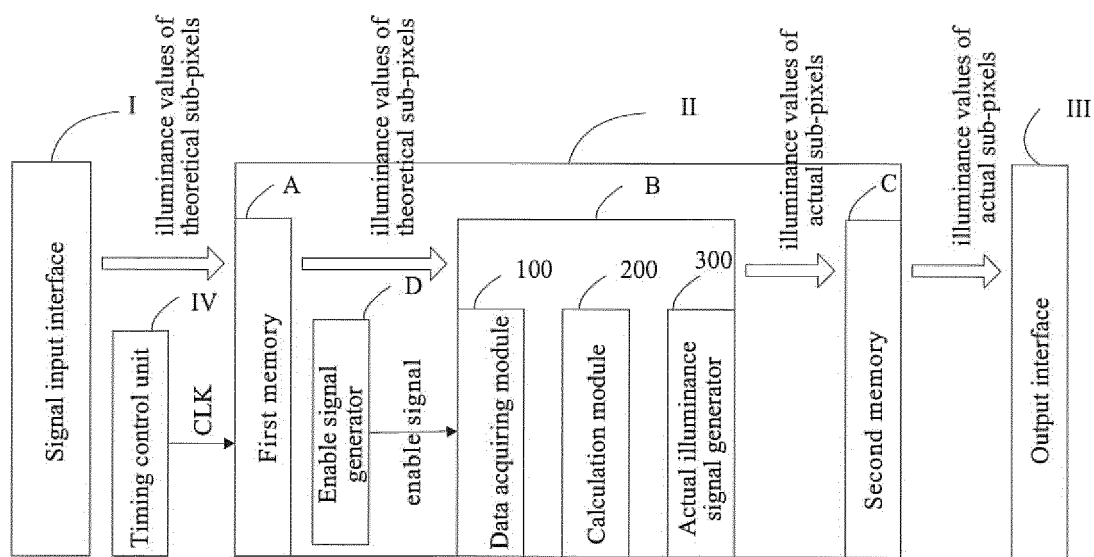 I
illuminance values of
theoretical sub-pixels
illuminance values of
theoretical sub-pixels
II
illuminance values of
actual sub-pixels
illuminance values of
actual sub-pixels
III
A
B
C
Signal input interface
IV
Timing control unit
CLK
First memory
D
Enable signal
generator
enable signal
100
Data acquiring module
200
Calculation module
300
Actual illuminance
signal generator
Second memory
Output interface